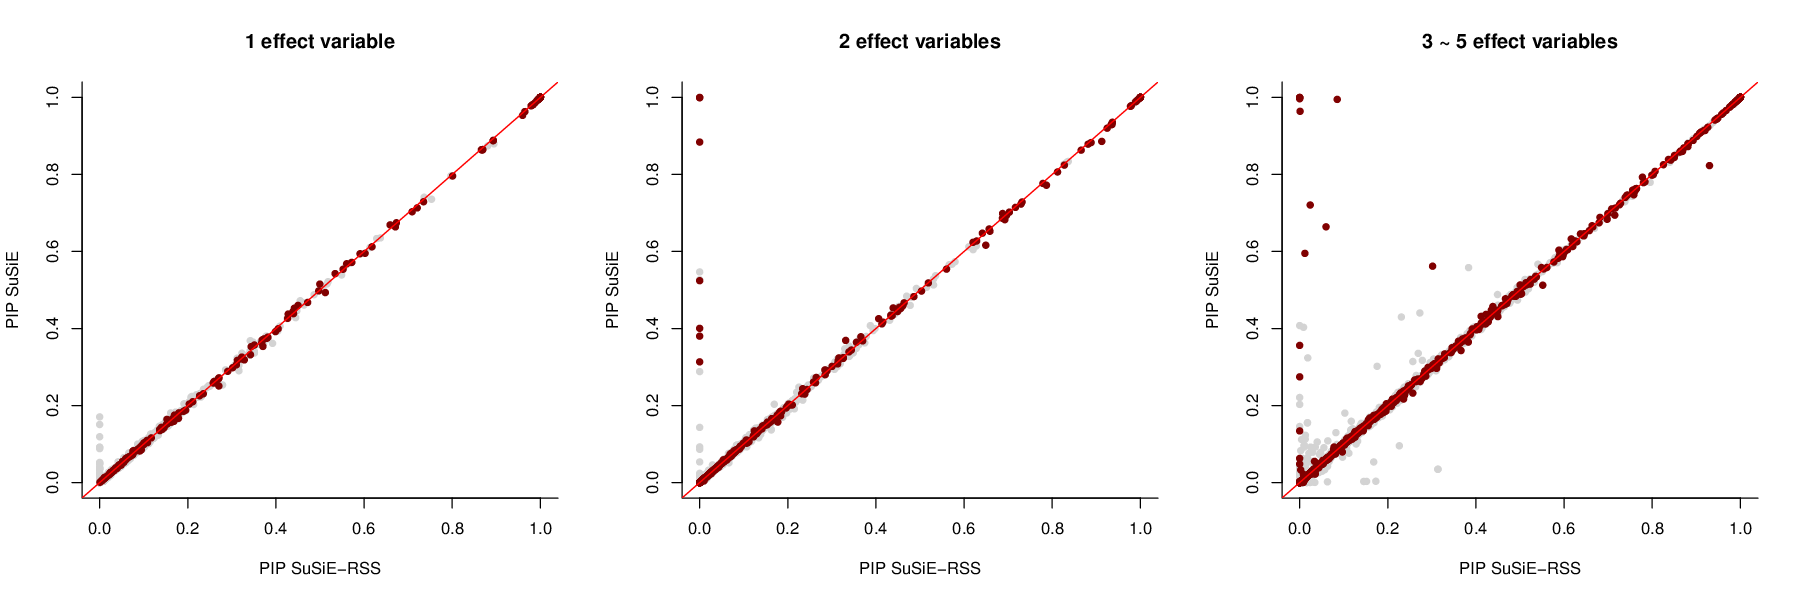 1 effect variable
PIP SuSiE
1.0
0.8
0.6
0.4
0.2
0.0
0.0 0.2 0.4 0.6 0.8 1.0
PIP SuSiE−RSS
2 effect variables
PIP SuSiE
1.0
0.8
0.6
0.4
0.2
0.0
0.0 0.2 0.4 0.6 0.8 1.0
PIP SuSiE−RSS
3 ~ 5 effect variables
PIP SuSiE
1.0
0.8
0.6
0.4
0.2
0.0
0.0 0.2 0.4 0.6 0.8 1.0
PIP SuSiE−RSS